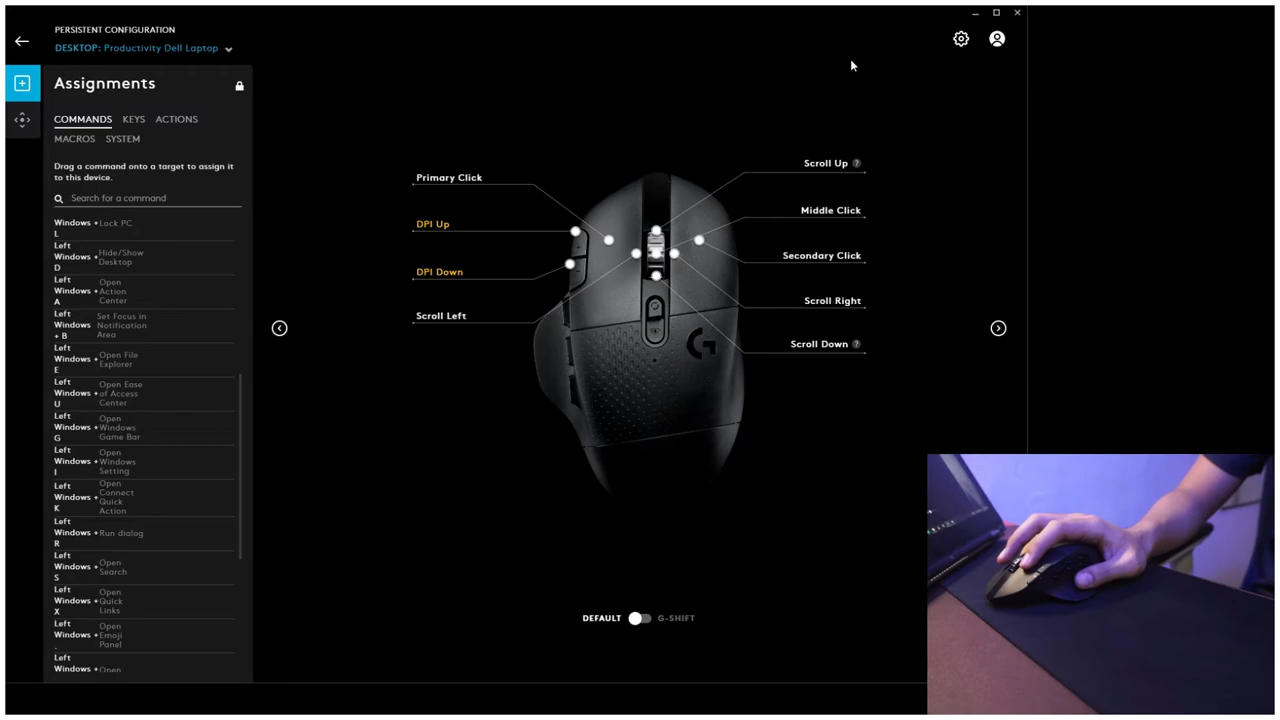 PERSISTENT CONFIGURATION
DESKTOP: Productivity Dell Laptop
Assignments
COMMANDS KEYS ACTIONS
MACROS SYSTEM
Drag a command onto a target to assign it
to this device.
Search for a command
Windows + Lock PC
L
Left
Windows + Hide/Show
Desktop
D
Left
Windows + Open
Action
Center
A
Left
Windows Set Focus in
Notification
Area
+ B
Left
Windows + Open File
Explorer
E
Left
Windows + Open Ease
of Access
Center
U
Left
Windows + Open
Windows
Game Bar
G
Left
Windows + Open
Windows
Setting
I
Left
Windows + Open
Connect
Quick
Action
K
Left
Windows + Run dialog
R
Left
Windows + Open
Search
S
Left
Windows + Open
Quick
Links
X
Left
Windows + Open
Emoji
Panel
.
Left
Windows + Open
Primary Click
DPI Up
DPI Down
Scroll Left
Scroll Up ?
Middle Click
Secondary Click
Scroll Right
Scroll Down ?
G
DEFAULT G-SHIFT